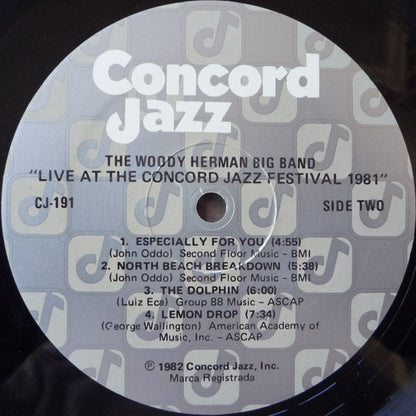 Concord
Jazz
THE WOODY HERMAN BIG BAND
"LIVE AT THE CONCORD JAZZ FESTIVAL 1981"
CJ-191
SIDE TWO
1. ESPECIALLY FOR YOU (4:55)
(John Oddo) Second Floor Music – BMI
2. NORTH BEACH BREAKDOWN (5:38)
(John Oddo) Second Floor Music – BMI
3. THE DOLPHIN (6:00)
(Luiz Eca) Group 88 Music – ASCAP
4. LEMON DROP (7:34)
(George Wallington) American Academy of
Music, Inc. – ASCAP
℗ 1982 Concord Jazz, Inc.
Marca Registrada